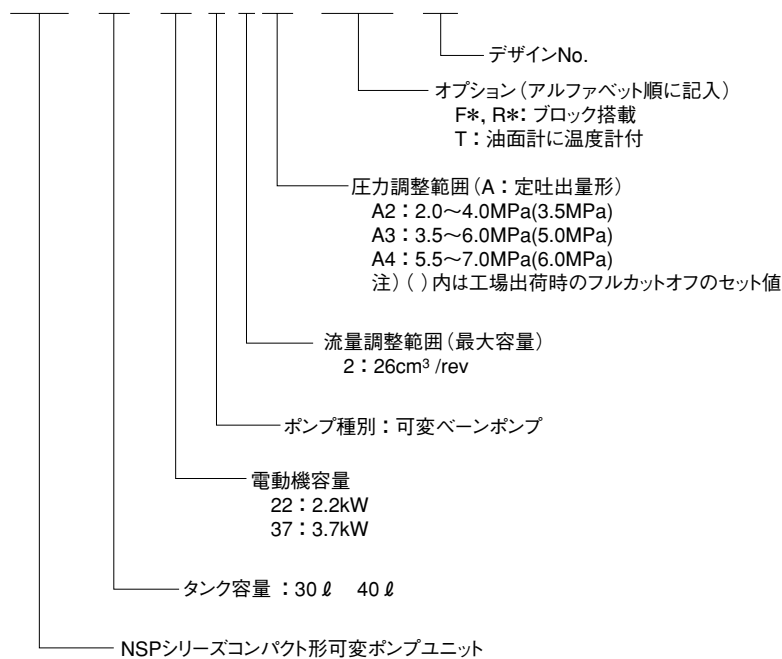 デザインNo.
オプション（アルファベット順に記入）
F*, R*: ブロック搭載
T：油面計に温度計付
圧力調整範囲（A：定吐出量形）
A2：2.0～4.0MPa(3.5MPa)
A3：3.5～6.0MPa(5.0MPa)
A4：5.5～7.0MPa(6.0MPa)
注）（ ）内は工場出荷時のフルカットオフのセット値
流量調整範囲（最大容量）
2：26cm³ /rev
ポンプ種別：可変ベーンポンプ
電動機容量
22：2.2kW
37：3.7kW
タンク容量 ：30ℓ 40ℓ
NSPシリーズコンパクト形可変ポンプユニット